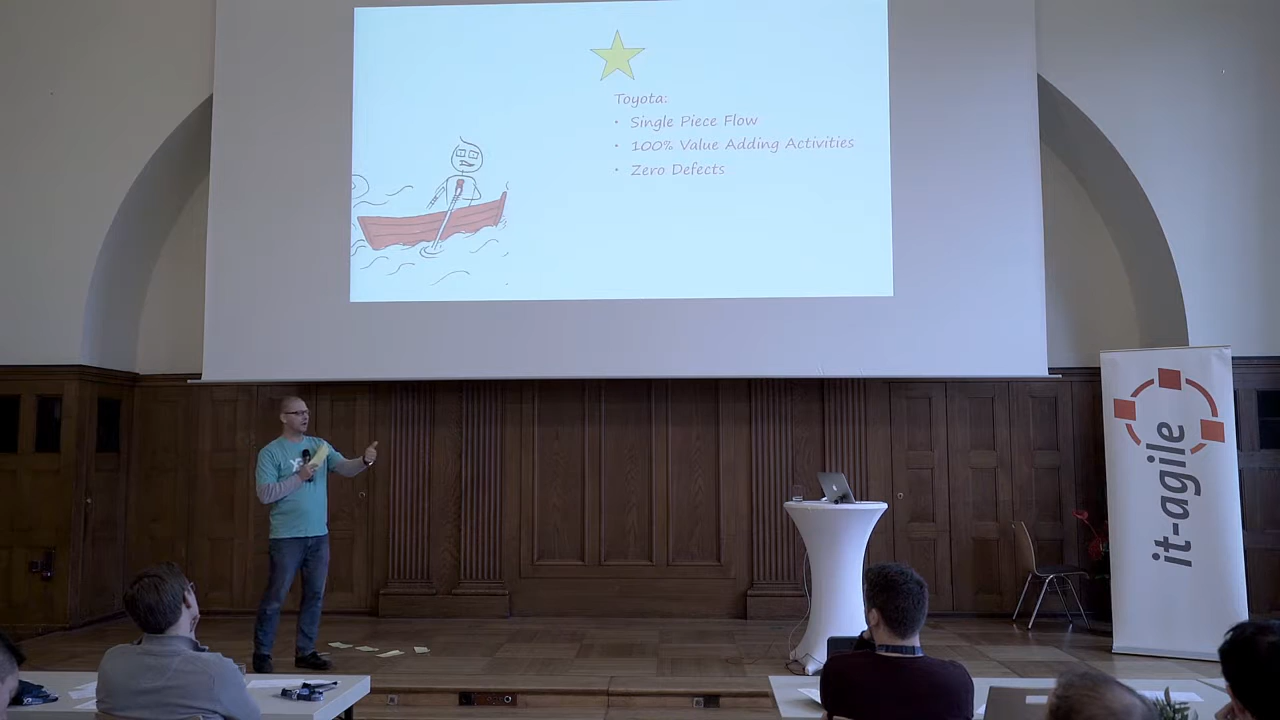 Toyota:
• Single Piece Flow
• 100% Value Adding Activities
• Zero Defects
it-agile